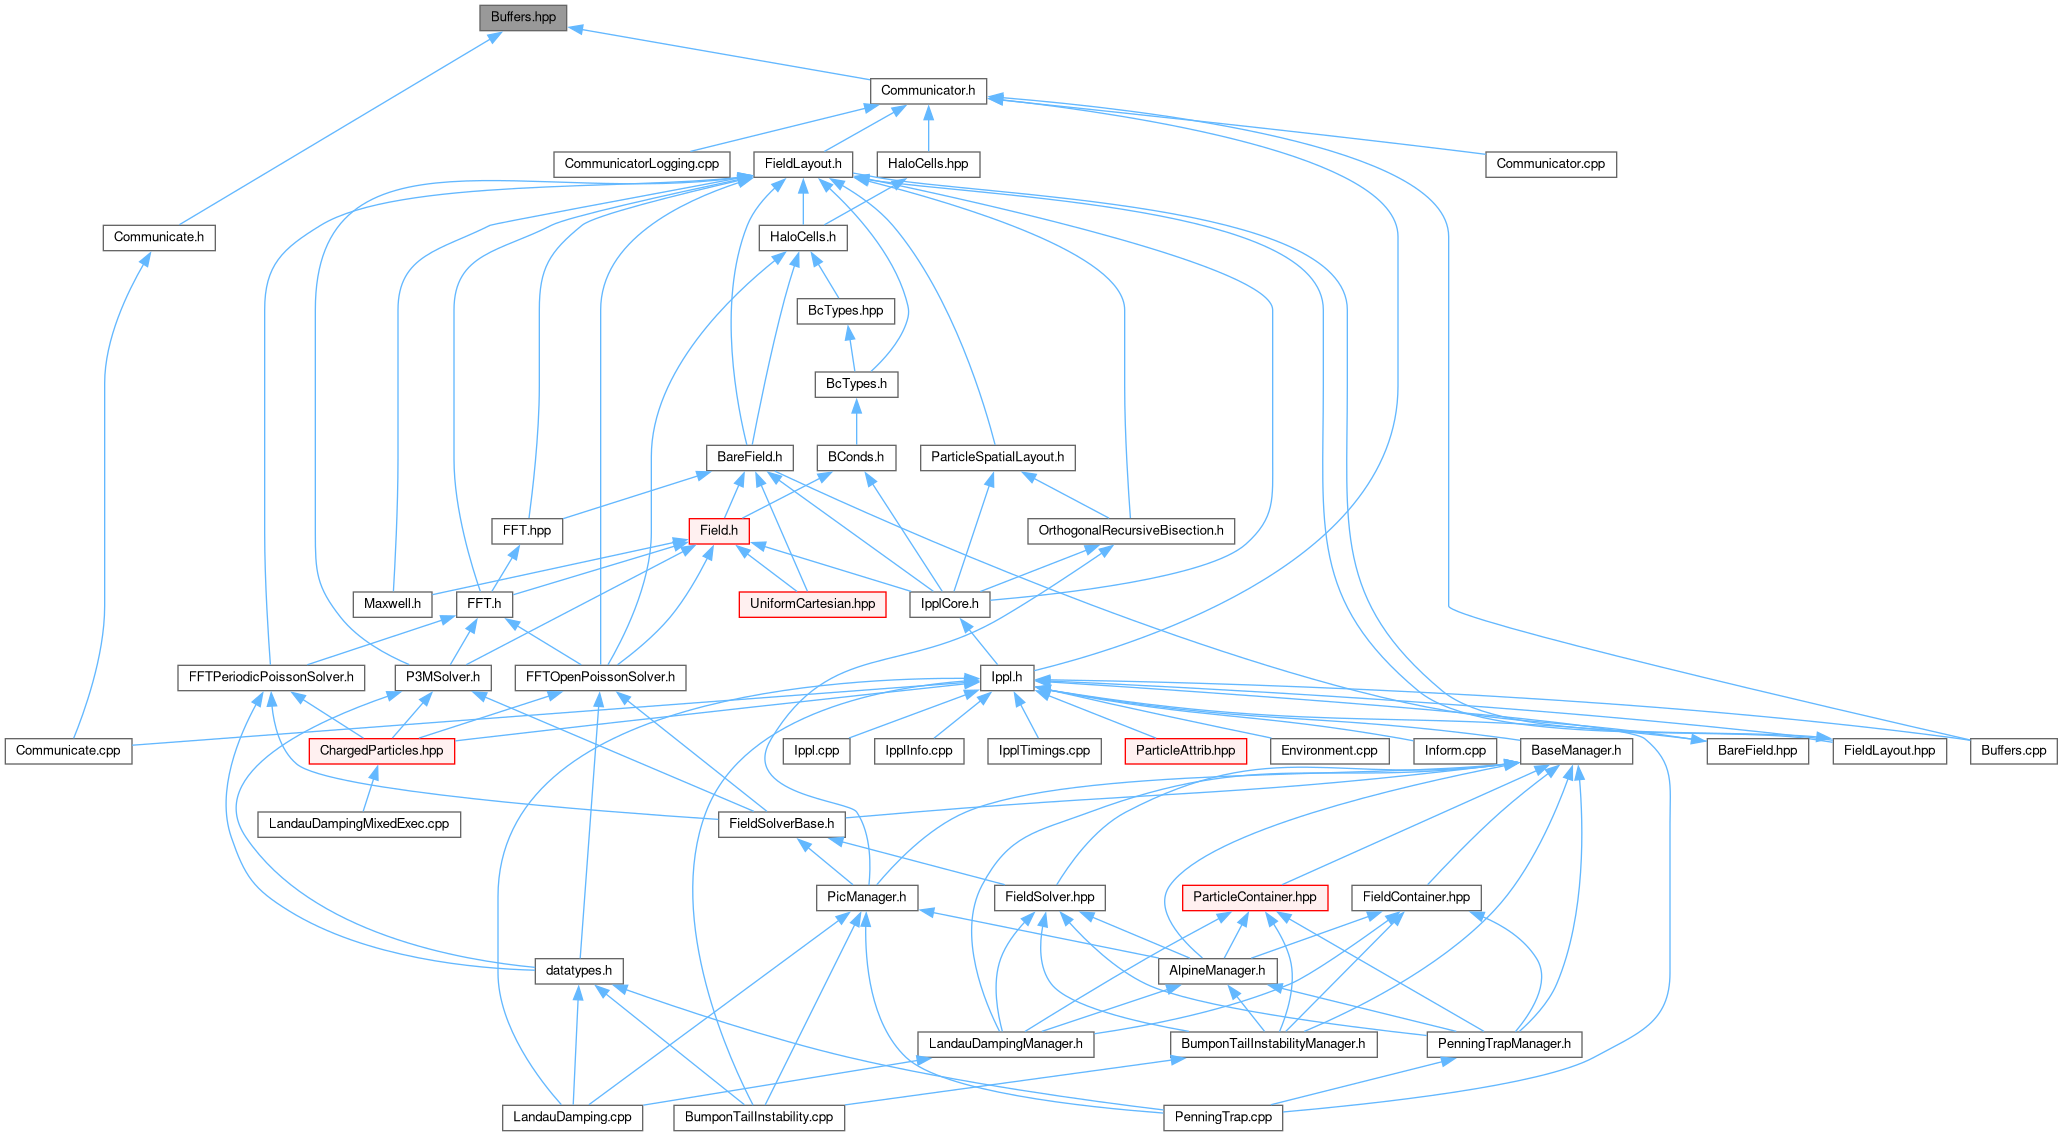 Buffers.hpp
Communicator.h
CommunicatorLogging.cpp
FieldLayout.h
HaloCells.hpp
Communicator.cpp
Communicate.h
HaloCells.h
BcTypes.hpp
BcTypes.h
BareField.h
BConds.h
ParticleSpatialLayout.h
FFT.hpp
Field.h
OrthogonalRecursiveBisection.h
Maxwell.h
FFT.h
UniformCartesian.hpp
IpplCore.h
FFTPeriodicPoissonSolver.h
P3MSolver.h
FFTOpenPoissonSolver.h
Ippl.h
Communicate.cpp
ChargedParticles.hpp
Ippl.cpp
IpplInfo.cpp
IpplTimings.cpp
ParticleAttrib.hpp
Environment.cpp
Inform.cpp
BaseManager.h
BareField.hpp
FieldLayout.hpp
Buffers.cpp
LandauDampingMixedExec.cpp
FieldSolverBase.h
PicManager.h
FieldSolver.hpp
ParticleContainer.hpp
FieldContainer.hpp
datatypes.h
AlpineManager.h
LandauDampingManager.h
BumponTailInstabilityManager.h
PenningTrapManager.h
LandauDamping.cpp
BumponTailInstability.cpp
PenningTrap.cpp